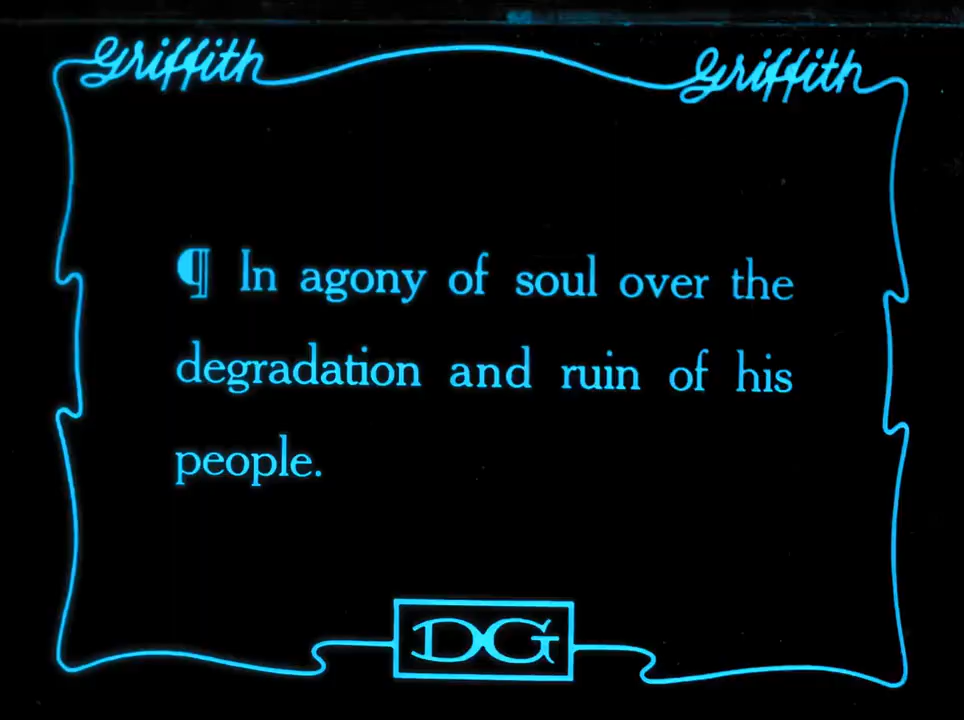 Griffith Griffith
¶ In agony of soul over the
degradation and ruin of his
people.
DG